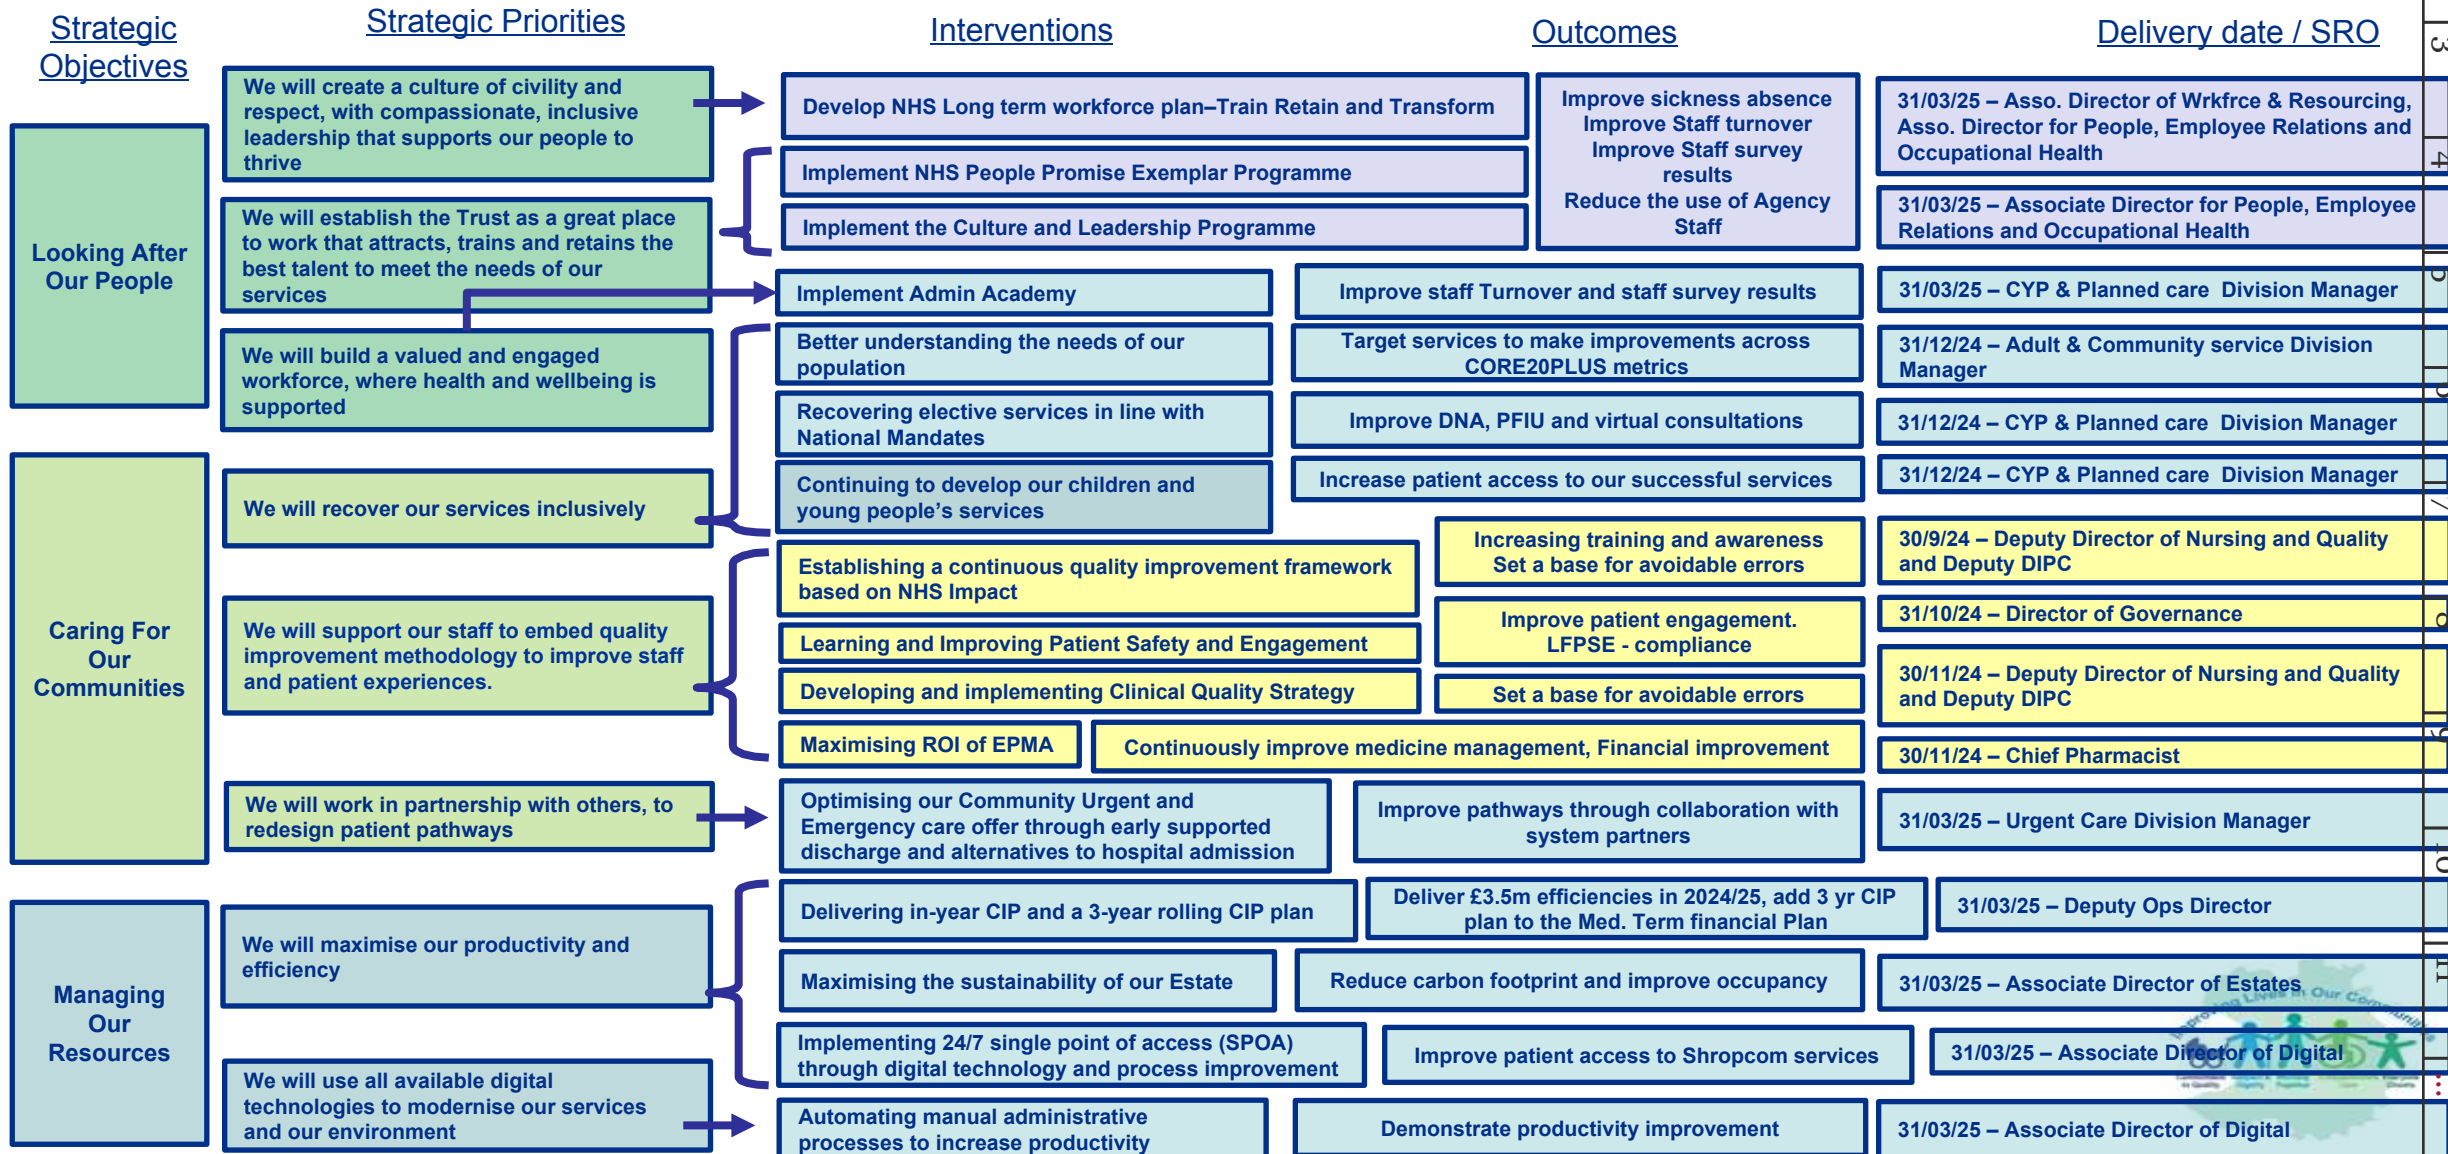 Strategic
Objectives
Strategic Priorities
Interventions
Outcomes
Delivery date / SRO
Looking After
Our People
Caring For
Our
Communities
Managing
Our
Resources
We will create a culture of civility and
respect, with compassionate, inclusive
leadership that supports our people to
thrive
We will establish the Trust as a great place
to work that attracts, trains and retains the
best talent to meet the needs of our
services
We will build a valued and engaged
workforce, where health and wellbeing is
supported
We will recover our services inclusively
We will support our staff to embed quality
improvement methodology to improve staff
and patient experiences.
We will work in partnership with others, to
redesign patient pathways
We will maximise our productivity and
efficiency
We will use all available digital
technologies to modernise our services
and our environment
Develop NHS Long term workforce plan–Train Retain and Transform
Implement NHS People Promise Exemplar Programme
Implement the Culture and Leadership Programme
Improve sickness absence
Improve Staff turnover
Improve Staff survey
results
Reduce the use of Agency
Staff
31/03/25 – Asso. Director of Wrkfrce & Resourcing,
Asso. Director for People, Employee Relations and
Occupational Health
31/03/25 – Associate Director for People, Employee
Relations and Occupational Health
Implement Admin Academy
Improve staff Turnover and staff survey results
31/03/25 – CYP & Planned care Division Manager
Better understanding the needs of our
population
Target services to make improvements across
CORE20PLUS metrics
31/12/24 – Adult & Community service Division
Manager
Recovering elective services in line with
National Mandates
Improve DNA, PFIU and virtual consultations
31/12/24 – CYP & Planned care Division Manager
Continuing to develop our children and
young people's services
Increase patient access to our successful services
31/12/24 – CYP & Planned care Division Manager
Establishing a continuous quality improvement framework
based on NHS Impact
Increasing training and awareness
Set a base for avoidable errors
30/9/24 – Deputy Director of Nursing and Quality
and Deputy DIPC
Learning and Improving Patient Safety and Engagement
Improve patient engagement.
LFPSE - compliance
31/10/24 – Director of Governance
Developing and implementing Clinical Quality Strategy
Set a base for avoidable errors
30/11/24 – Deputy Director of Nursing and Quality
and Deputy DIPC
Maximising ROI of EPMA
Continuously improve medicine management, Financial improvement
30/11/24 – Chief Pharmacist
Optimising our Community Urgent and
Emergency care offer through early supported
discharge and alternatives to hospital admission
Improve pathways through collaboration with
system partners
31/03/25 – Urgent Care Division Manager
Delivering in-year CIP and a 3-year rolling CIP plan
Deliver £3.5m efficiencies in 2024/25, add 3 yr CIP
plan to the Med. Term financial Plan
31/03/25 – Deputy Ops Director
Maximising the sustainability of our Estate
Reduce carbon footprint and improve occupancy
31/03/25 – Associate Director of Estates
Improving Lives In Our Communities
Implementing 24/7 single point of access (SPOA)
through digital technology and process improvement
Improve patient access to Shropcom services
31/03/25 – Associate Director of Digital
Automating manual administrative
processes to increase productivity
Demonstrate productivity improvement
31/03/25 – Associate Director of Digital
3
4
5
6
7
8
9
10
11
...